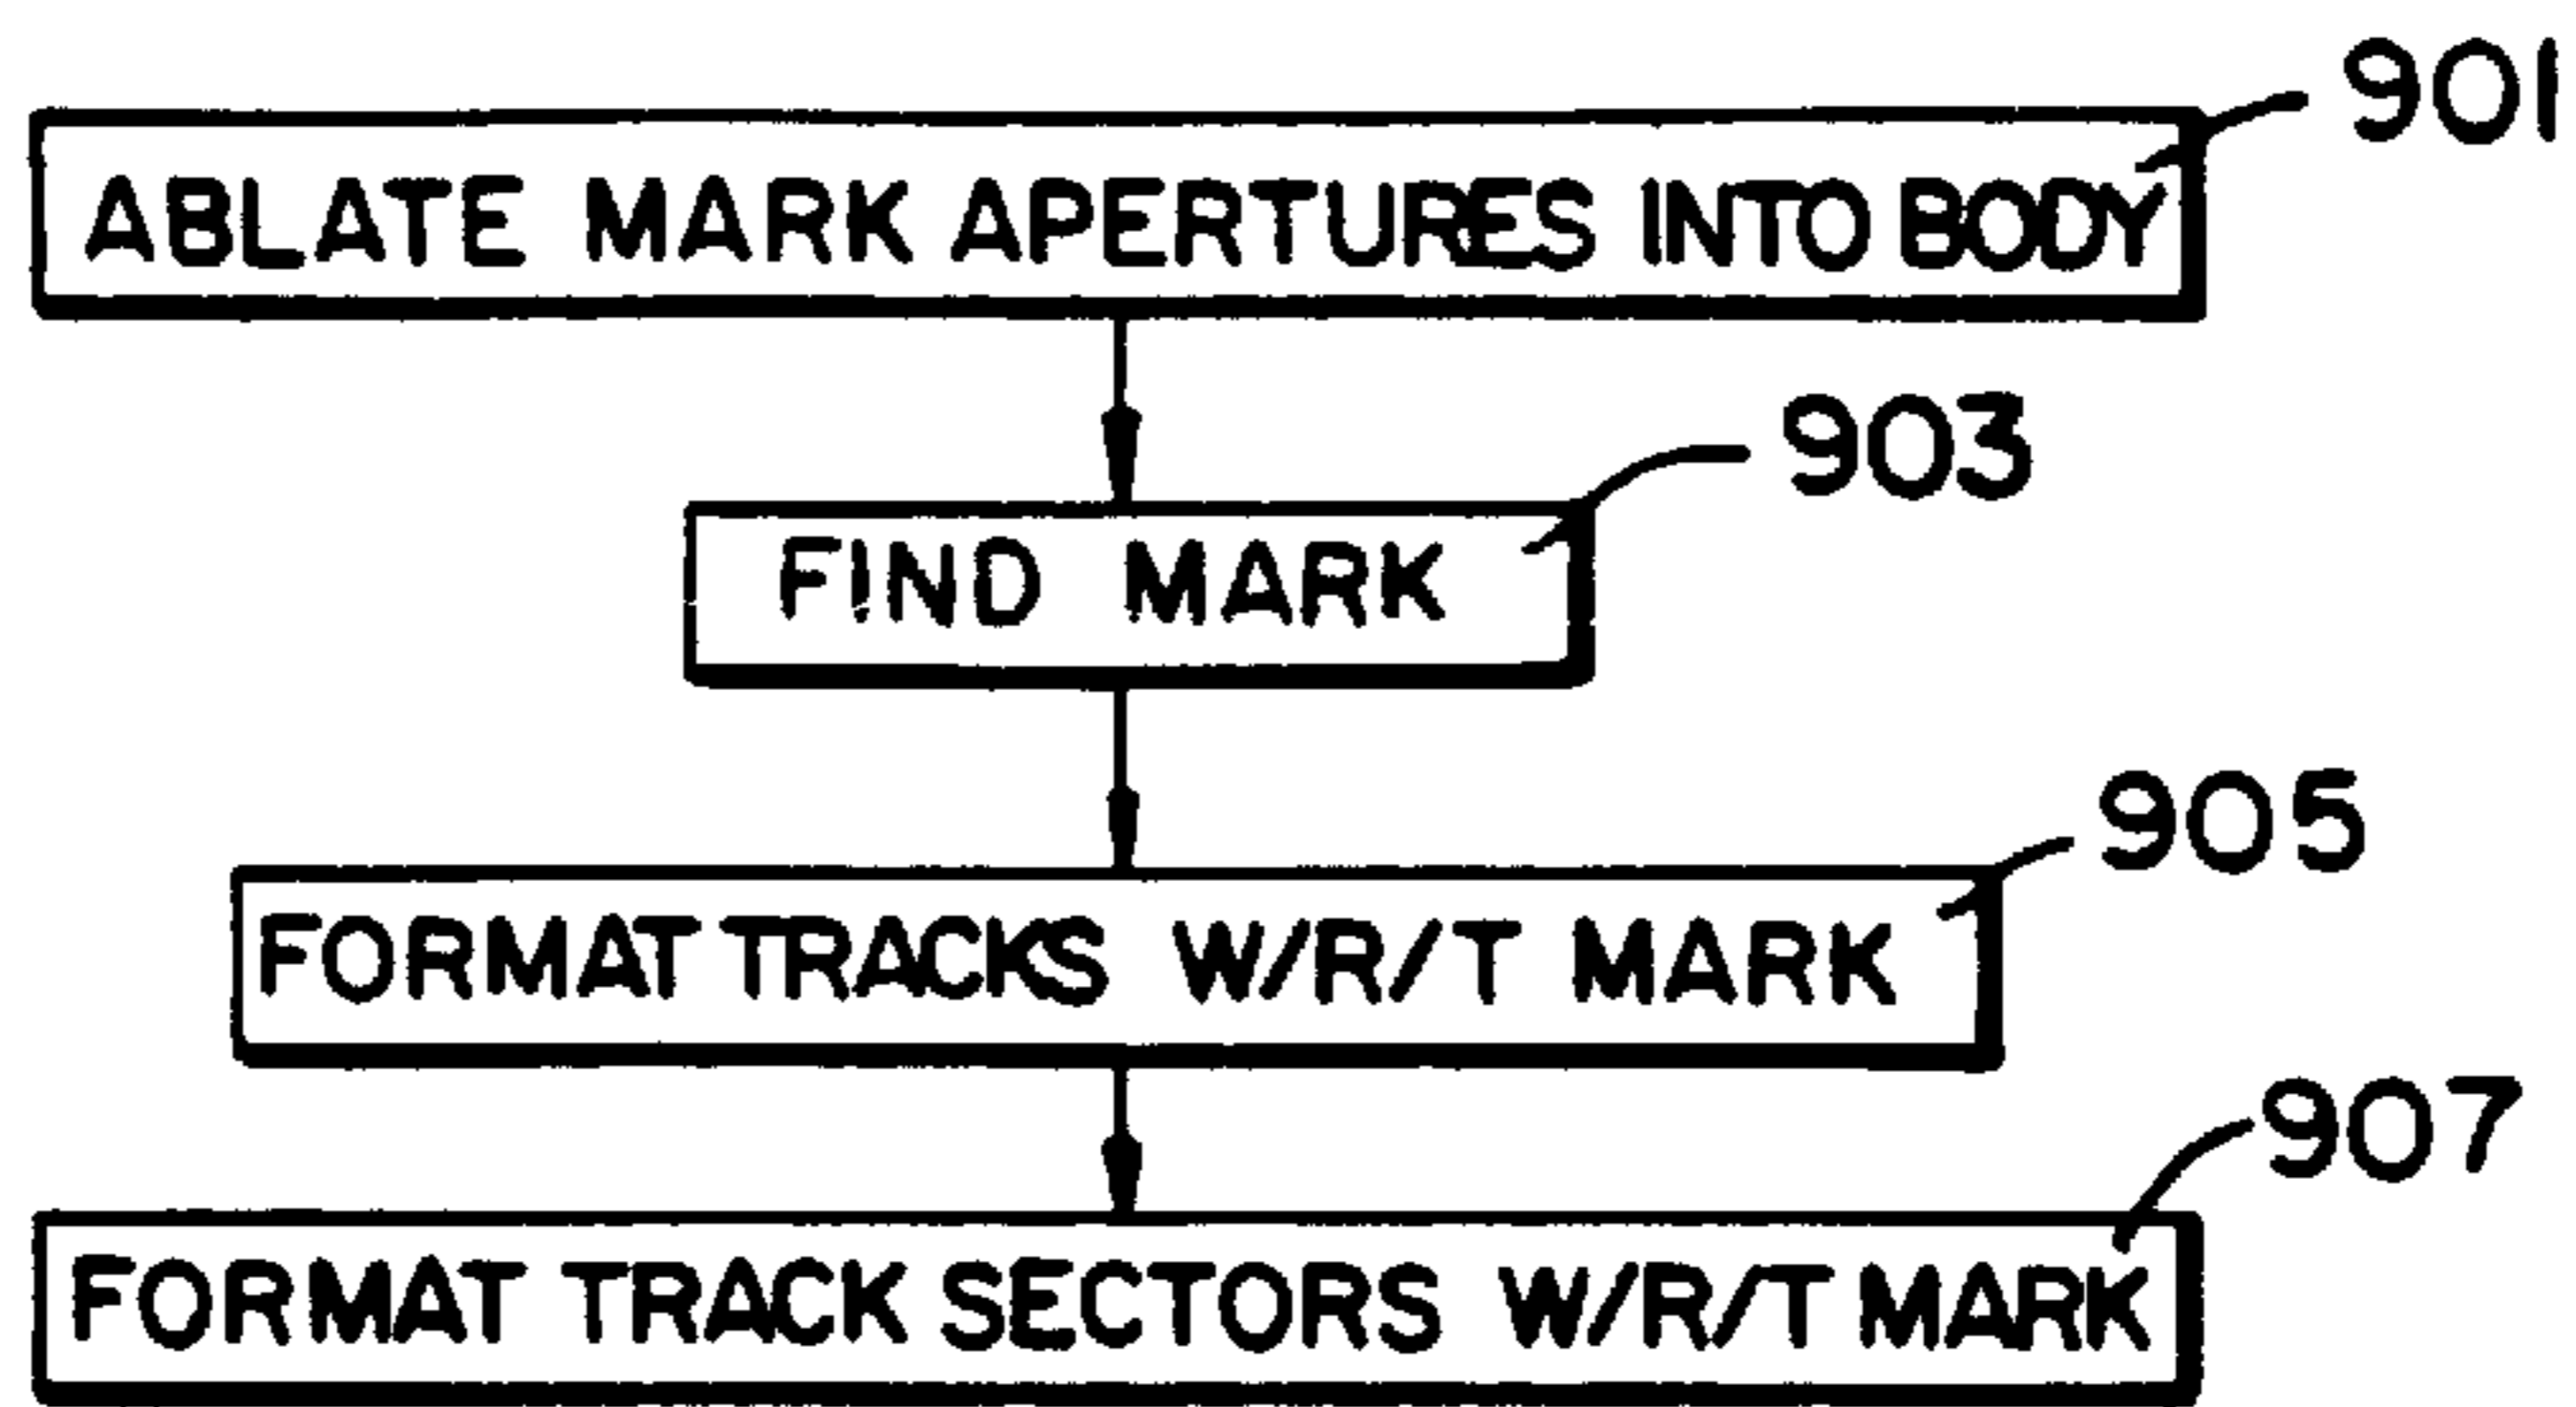 901
ABLATE MARK APERTURES INTO BODY
903
FIND MARK
905
FORMAT TRACKS W/R/T MARK
907
FORMAT TRACK SECTORS W/R/T MARK